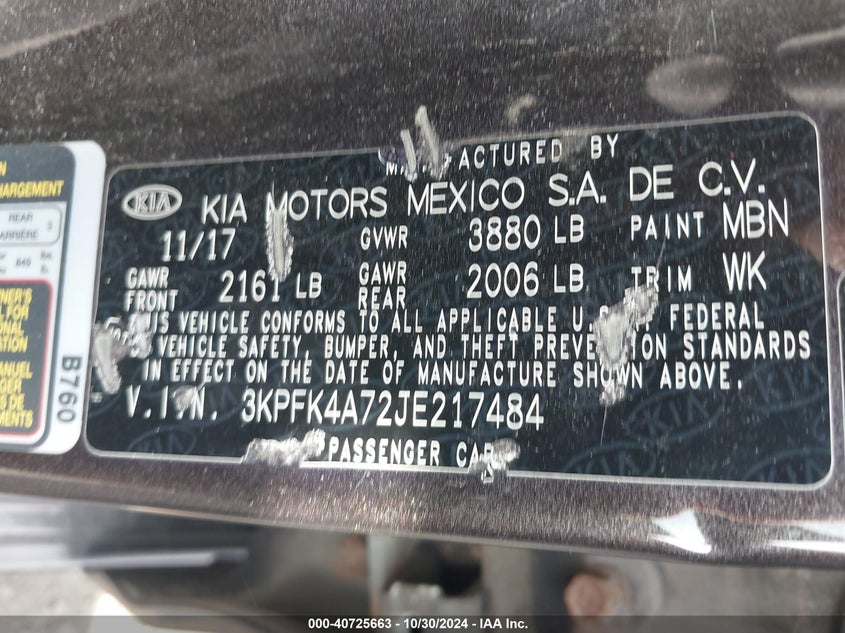 MANUFACTURED BY
KIA KIA MOTORS MEXICO S.A. DE C.V.
11/17 GVWR 3880 LB PAINT MBN
GAWR FRONT 2161 LB GAWR REAR 2006 LB TRIM WK
THIS VEHICLE CONFORMS TO ALL APPLICABLE U.S.A. FEDERAL
VEHICLE SAFETY, BUMPER, AND THEFT PREVENTION STANDARDS
IN EFFECT ON THE DATE OF MANUFACTURE SHOWN ABOVE.
V.I.N. 3KPFK4A72JE217484
PASSENGER CAR
REAR
3
B760
000-40725663 - 10/30/2024 - IAA Inc.